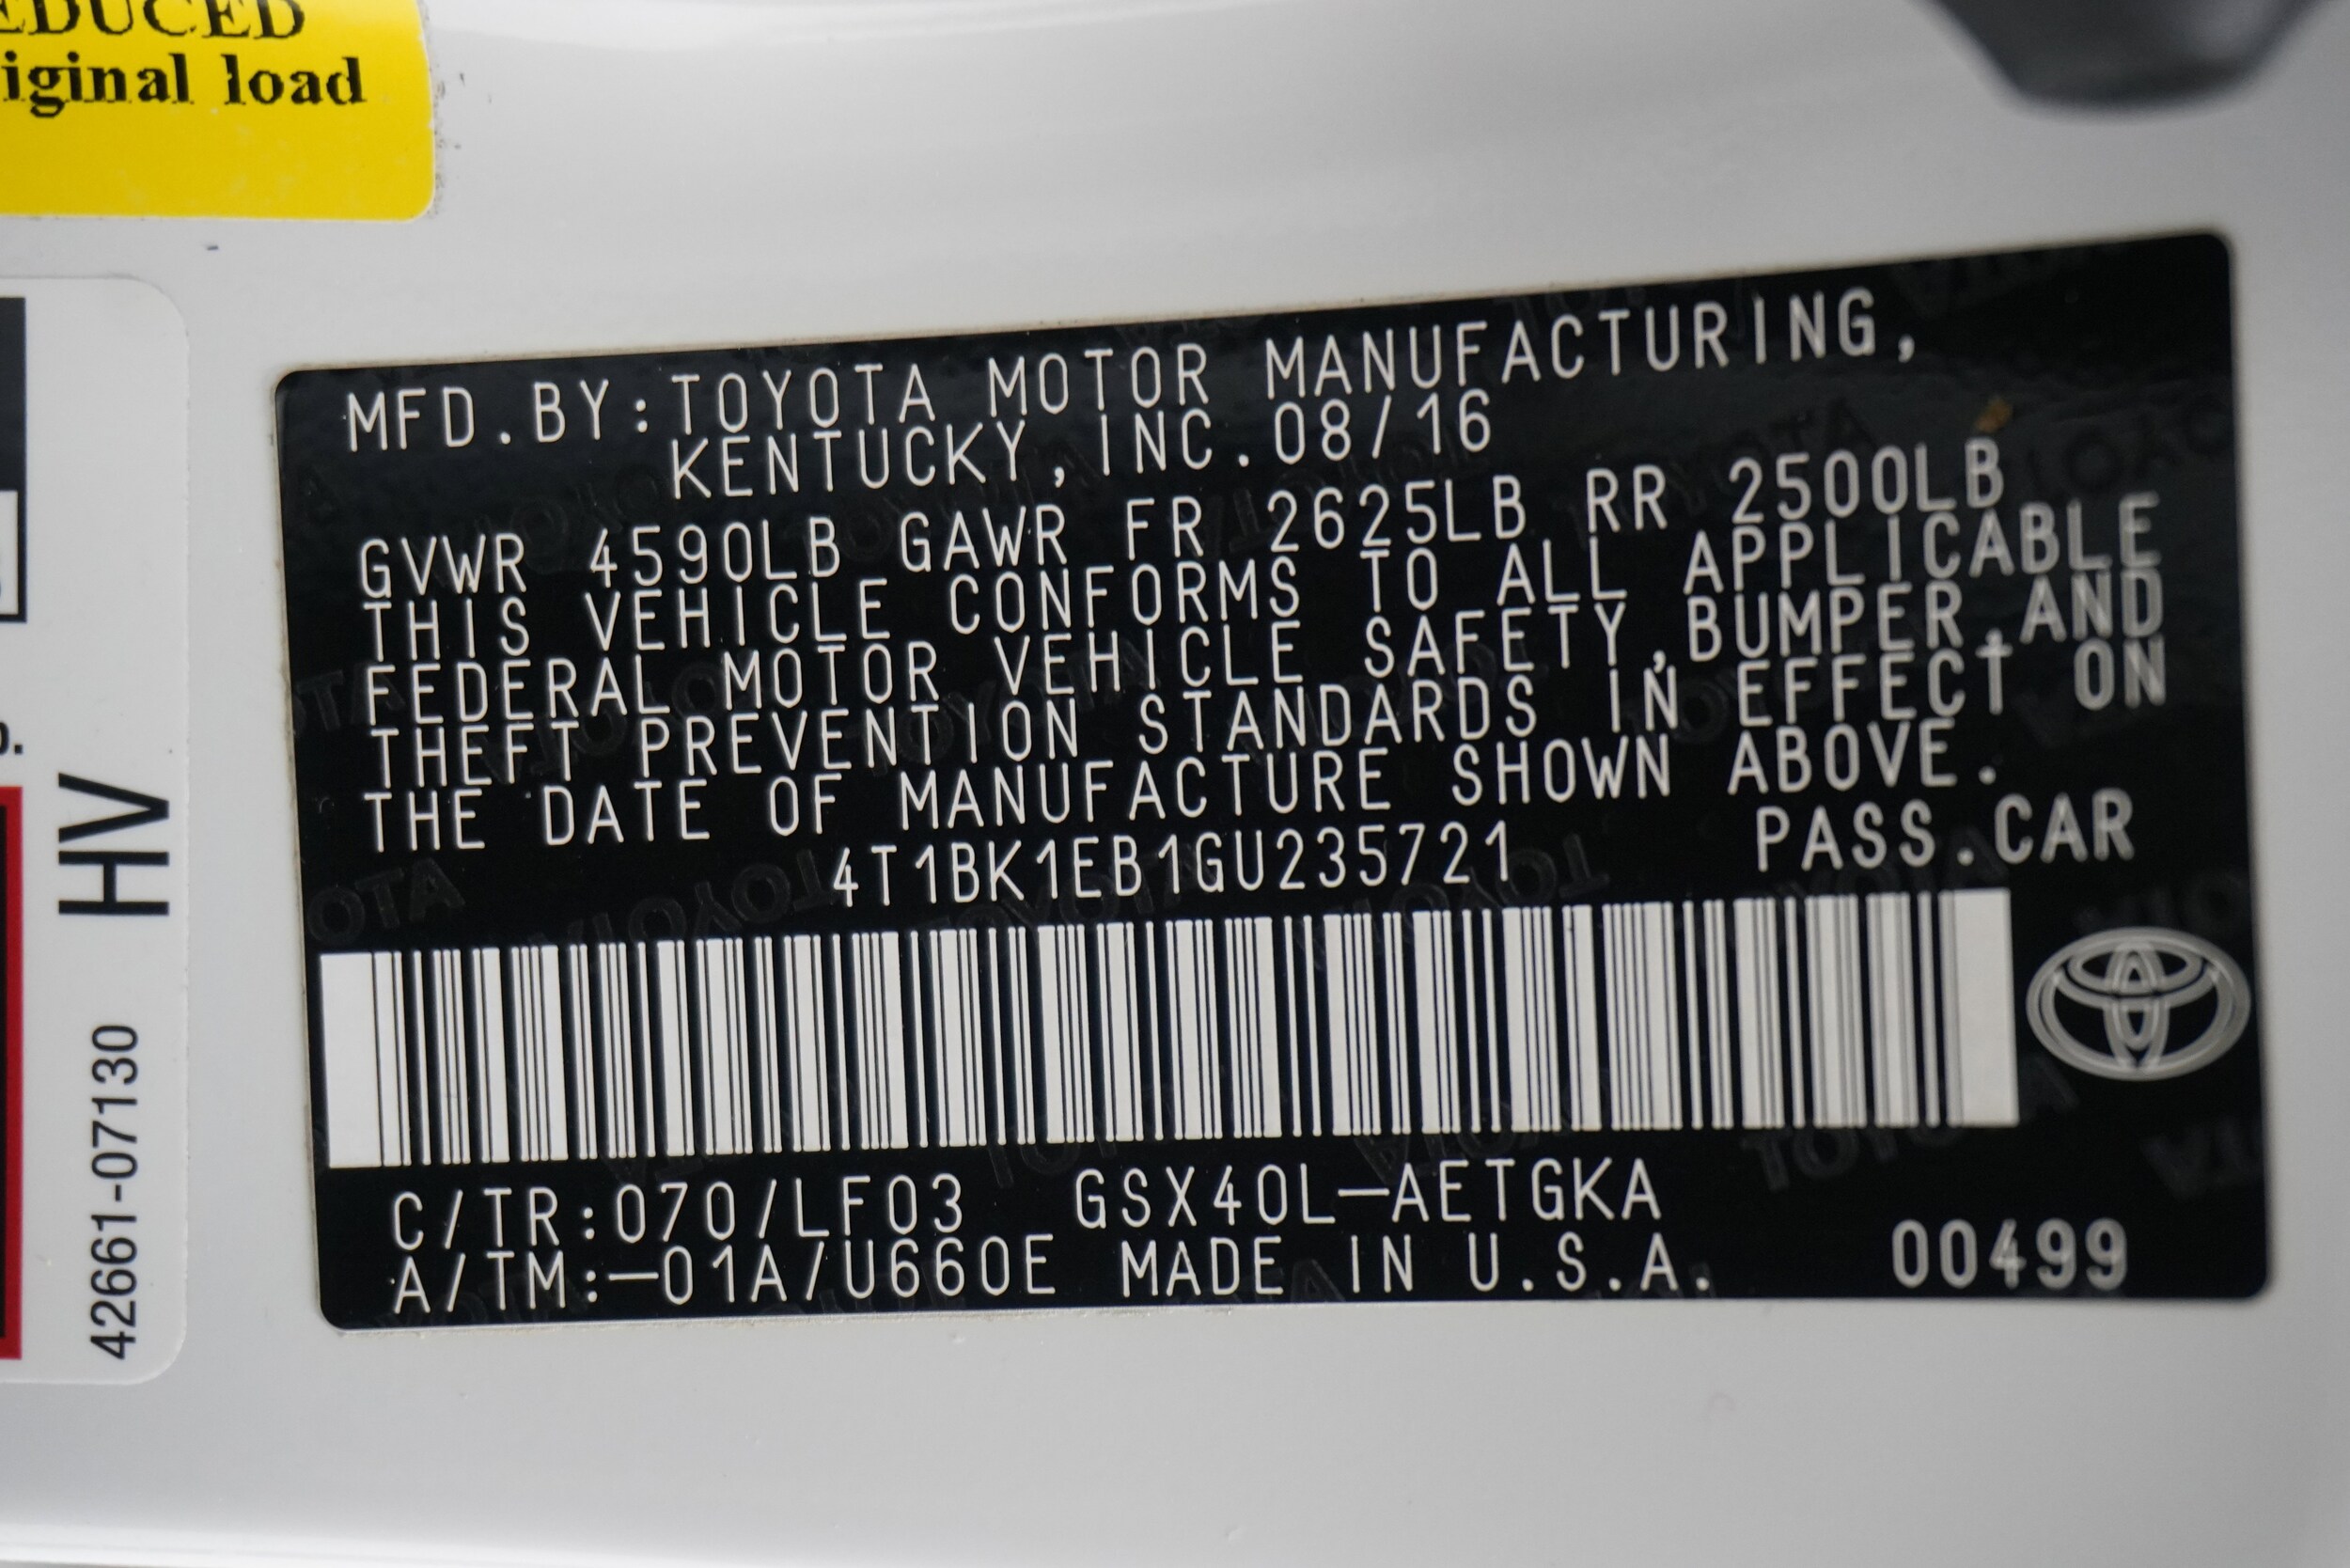 EDUCED
iginal load
HV
42661-07130
MFD.BY:TOYOTA MOTOR MANUFACTURING,
KENTUCKY,INC.08/16
GVWR 4590LB GAWR FR 2625LB RR 2500LB
THIS VEHICLE CONFORMS TO ALL APPLICABLE
FEDERAL MOTOR VEHICLE SAFETY,BUMPER,AND
THEFT PREVENTION STANDARDS IN EFFECT ON
THE DATE OF MANUFACTURE SHOWN ABOVE.
4T1BK1EB1GU235721 PASS.CAR
C/TR:070/LF03 GSX40L-AETGKA
A/TM:-01A/U660E MADE IN U.S.A. 00499